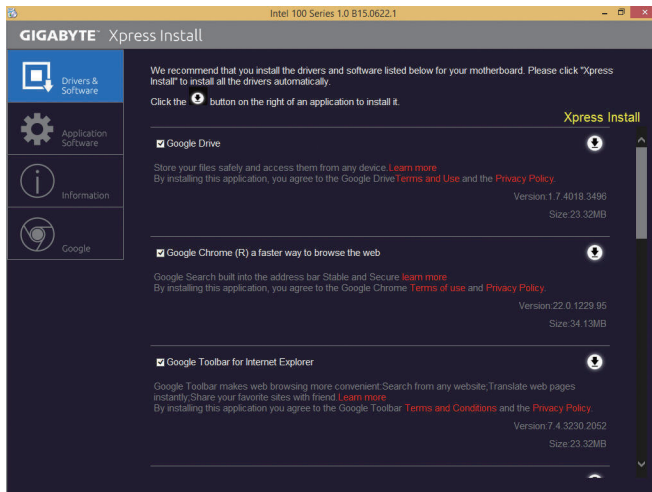 Intel 100 Series 1.0 B15.0622.1
GIGABYTE™ Xpress Install
Drivers &
Software
Application
Software
Information
Google
We recommend that you install the drivers and software listed below for your motherboard. Please click "Xpress
Install" to install all the drivers automatically.
Click the button on the right of an application to install it.
Xpress Install
Google Drive
Store your files safely and access them from any device.Learn more
By installing this application, you agree to the Google DriveTerms and Use and the Privacy Policy.
Version:1.7.4018.3496
Size:23.32MB
Google Chrome (R) a faster way to browse the web
Google Search built into the address bar Stable and Secure learn more
By installing this application, you agree to the Google Chrome Terms of use and Privacy Policy.
Version:22.0.1229.95
Size:34.13MB
Google Toolbar for Internet Explorer
Google Toolbar makes web browsing more convenient:Search from any website;Translate web pages
instantly;Share your favorite sites with friend.Learn more
By installing this application you agree to the Google Toolbar Terms and Conditions and the Privacy Policy.
Version:7.4.3230.2052
Size:23.32MB